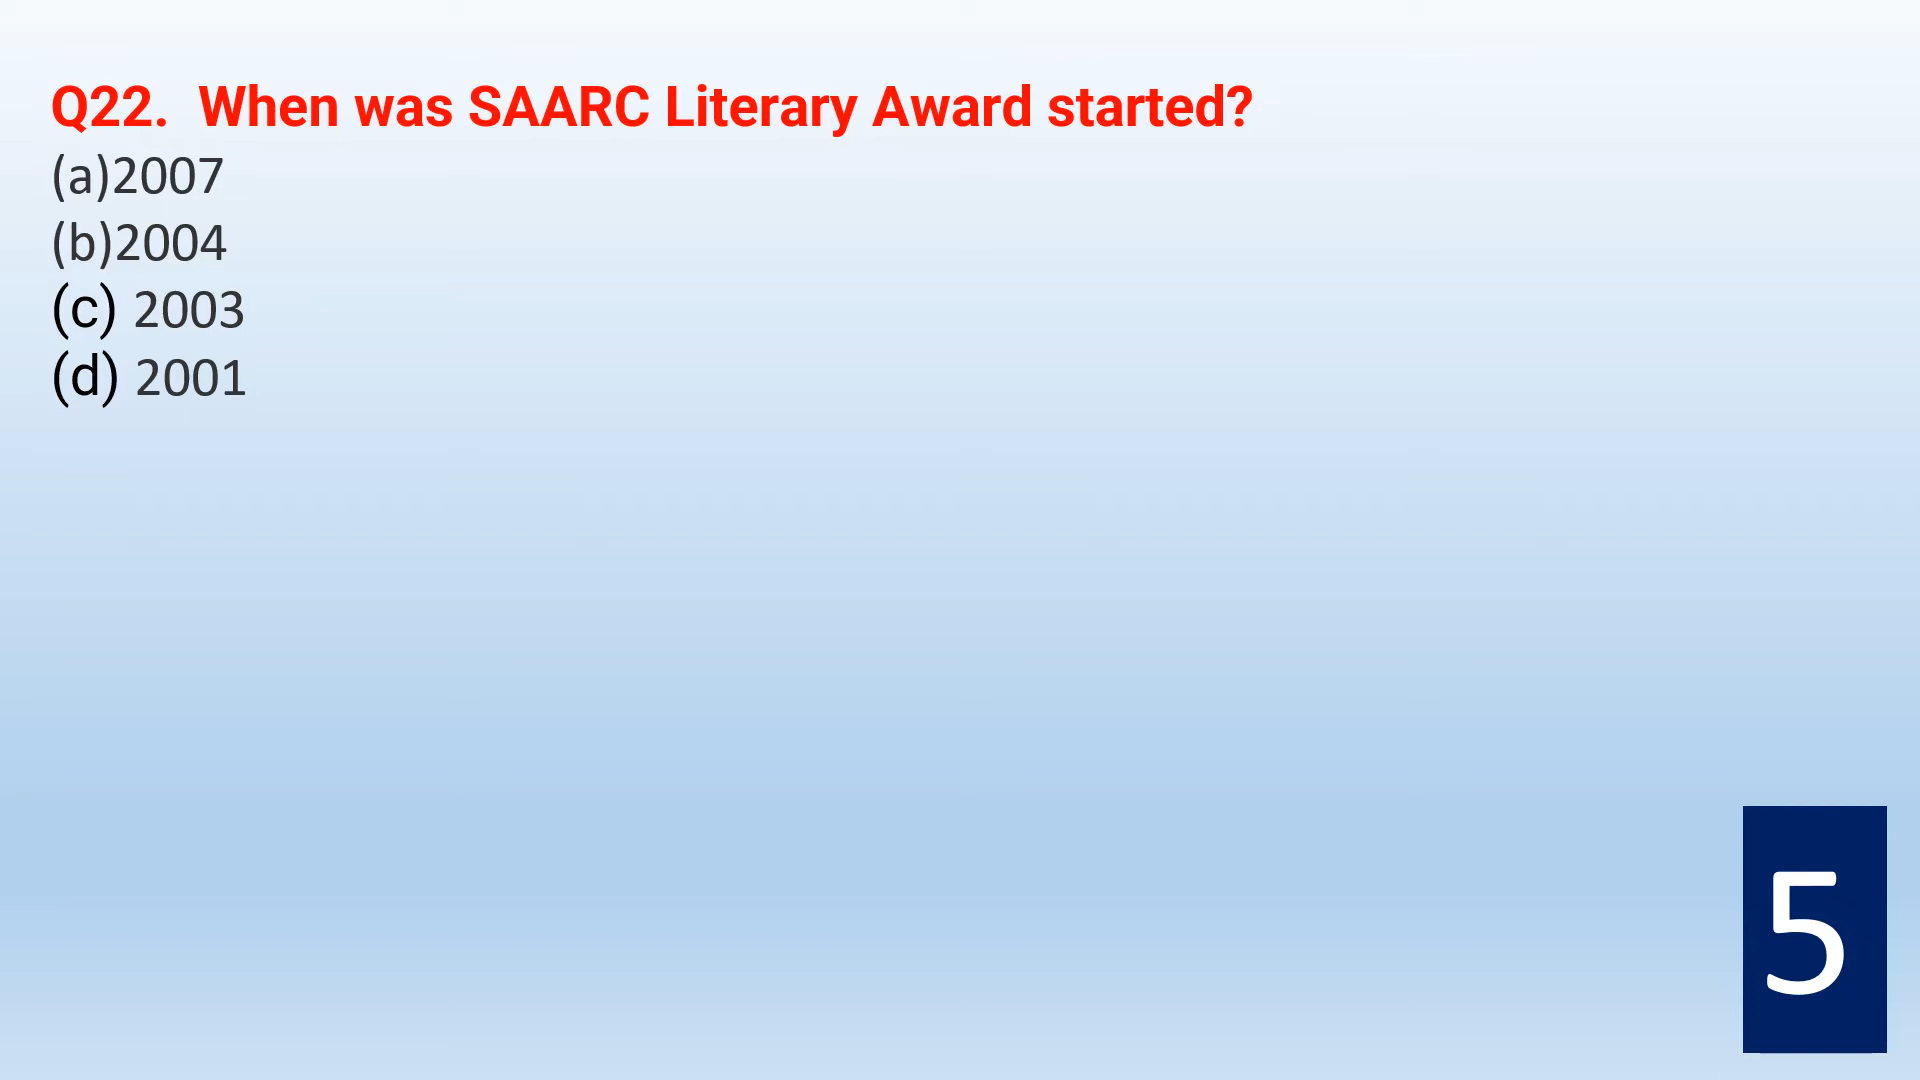 Q22.  When was SAARC Literary Award started?
(a)2007
(b)2004
(c) 2003
(d) 2001
5